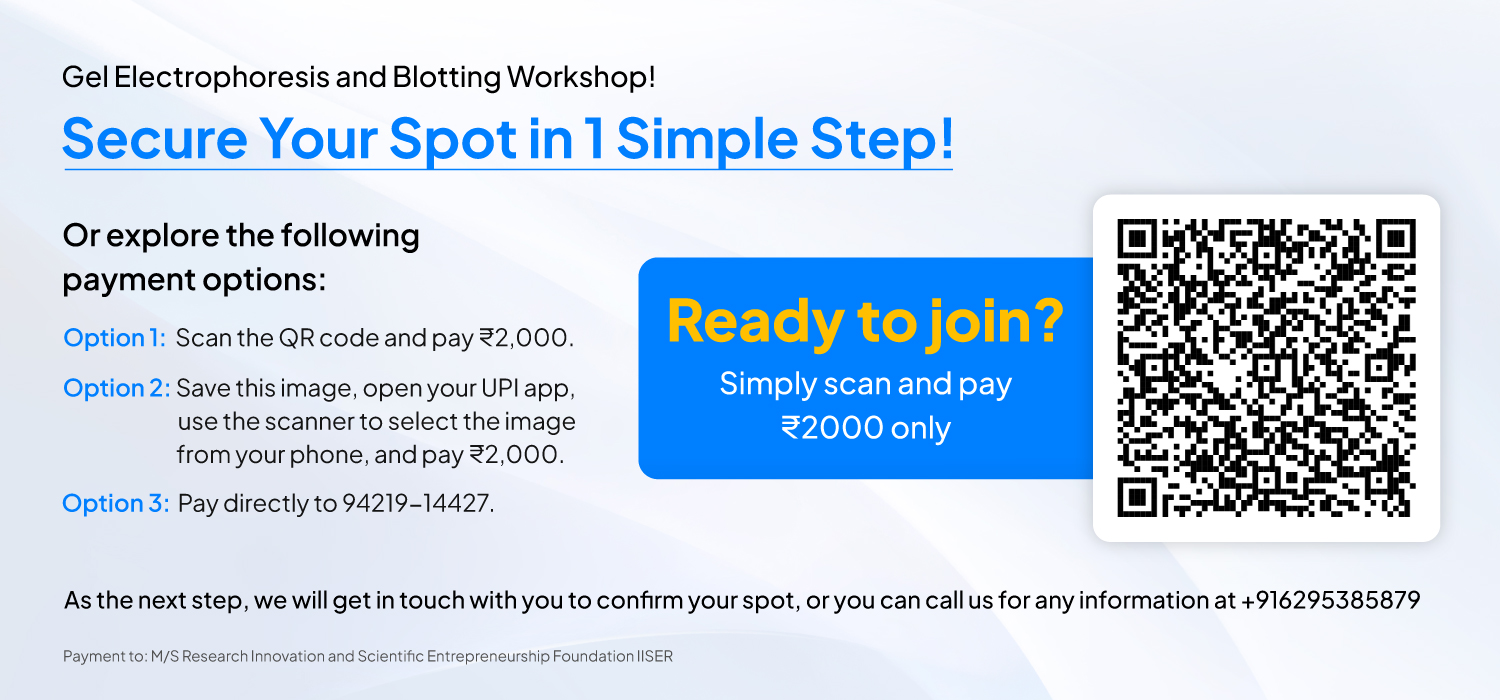 Gel Electrophoresis and Blotting Workshop!
Secure Your Spot in 1 Simple Step!
Or explore the following
payment options:
Option 1: Scan the QR code and pay ₹2,000.
Option 2: Save this image, open your UPI app,
use the scanner to select the image
from your phone, and pay ₹2,000.
Option 3: Pay directly to 94219–14427.
Ready to join?
Simply scan and pay
₹2000 only
As the next step, we will get in touch with you to confirm your spot, or you can call us for any information at +916295385879
Payment to: M/S Research Innovation and Scientific Entrepreneurship Foundation IISER